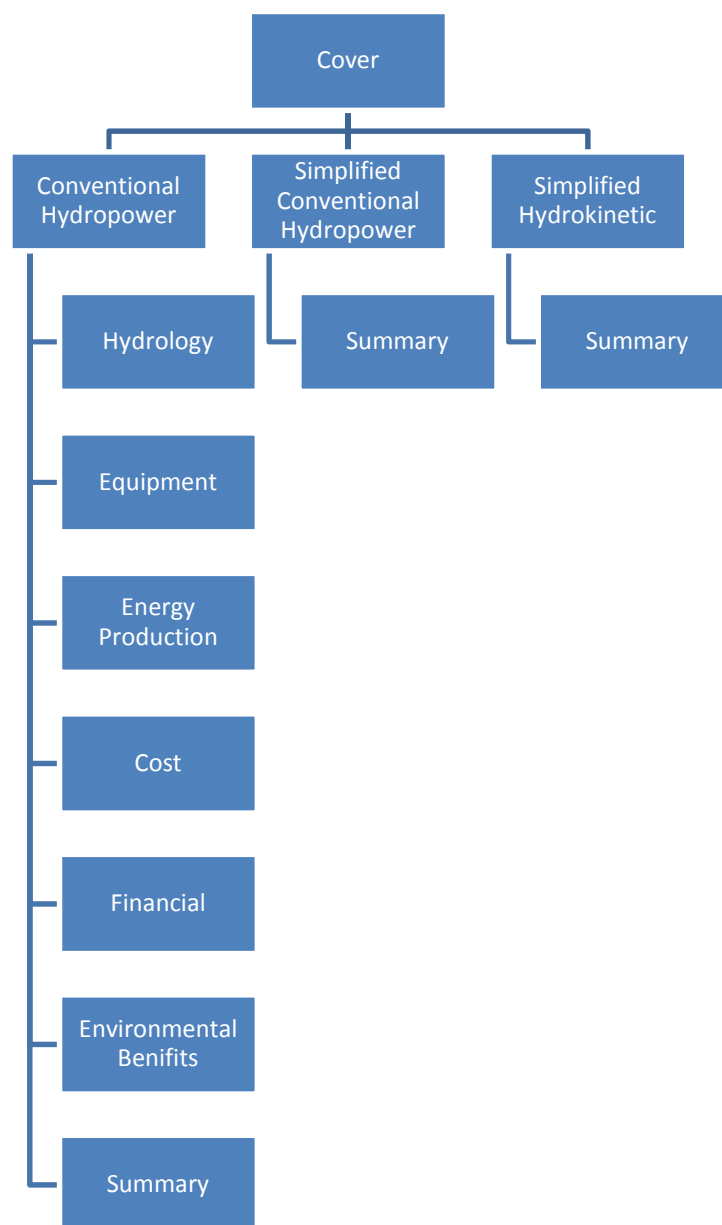 Cover
Conventional
Hydropower
Simplified
Conventional
Hydropower
Simplified
Hydrokinetic
Hydrology
Summary
Summary
Equipment
Energy
Production
Cost
Financial
Environmental
Benifits
Summary